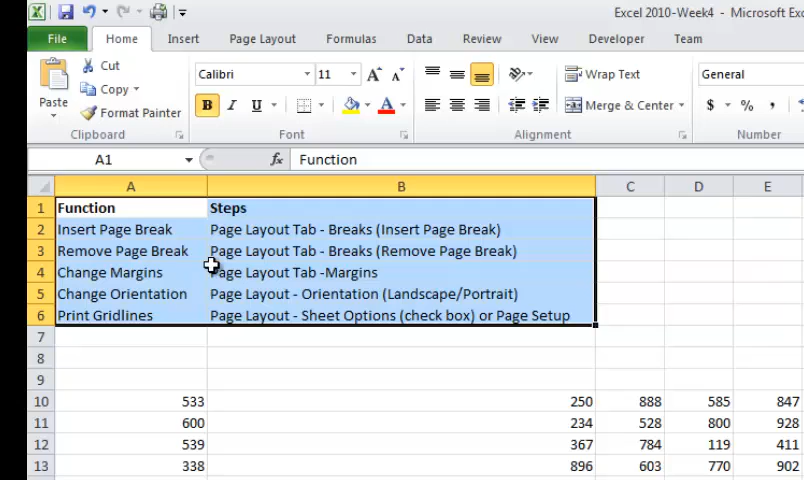 Excel 2010-Week4 - Microsoft Exc
File Home Insert Page Layout Formulas Data Review View Developer Team
Paste Cut Calibri 11 Wrap Text General
Copy
Format Painter B I U A Merge & Center $ % ,
Clipboard Font Alignment Number
A1 fx Function
A B C D E
1 Function Steps
2 Insert Page Break Page Layout Tab - Breaks (Insert Page Break)
3 Remove Page Break Page Layout Tab - Breaks (Remove Page Break)
4 Change Margins Page Layout Tab -Margins
5 Change Orientation Page Layout - Orientation (Landscape/Portrait)
6 Print Gridlines Page Layout - Sheet Options (check box) or Page Setup
7
8
9
10 533 250 888 585 847
11 600 234 528 800 928
12 539 367 784 119 411
13 338 896 603 770 902